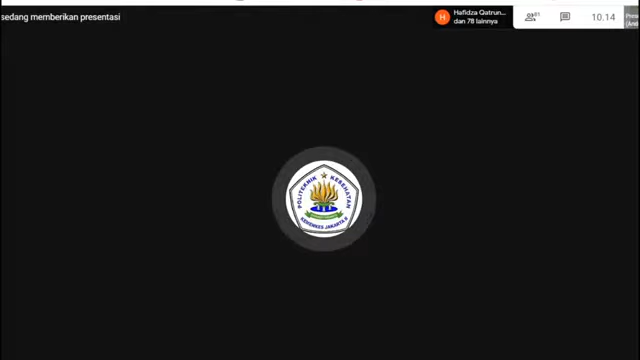 sedang memberikan presentasi
H
Hafidza Qatrun...
dan 78 lainnya
81
10.14
POLITEKNIK KESEHATAN
KEMENKES JAKARTA II